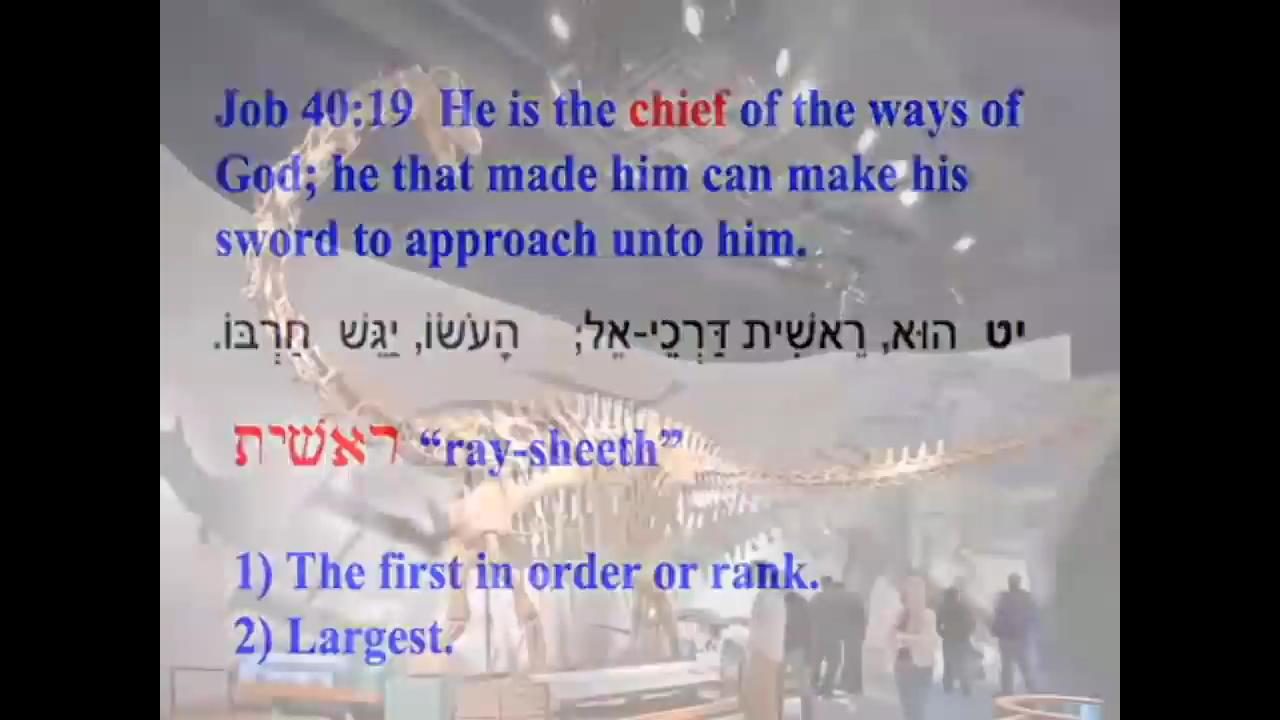 Job 40:19 He is the chief of the ways of
God; he that made him can make his
sword to approach unto him.
יט הוּא, רֵאשִׁית דַּרְכֵי-אֵל; הָעֹשׂוֹ, יַגֵּשׁ חַרְבּוֹ.
ראשׁית “ray-sheeth”
1) The first in order or rank.
2) Largest.